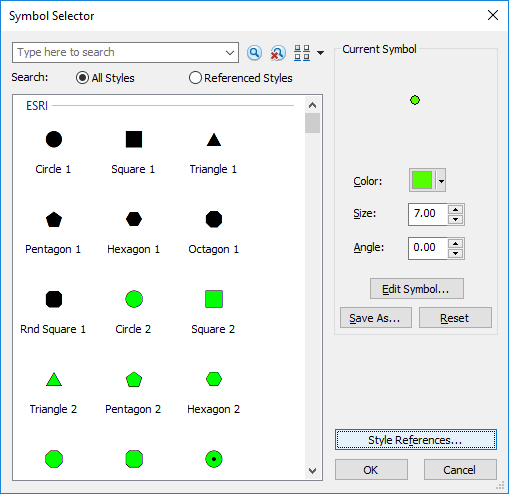 Symbol Selector
Type here to search
Search: All Styles Referenced Styles
ESRI
Circle 1 Square 1 Triangle 1
Pentagon 1 Hexagon 1 Octagon 1
Rnd Square 1 Circle 2 Square 2
Triangle 2 Pentagon 2 Hexagon 2
Current Symbol
Color:
Size: 7.00
Angle: 0.00
Edit Symbol...
Save As... Reset
Style References...
OK Cancel